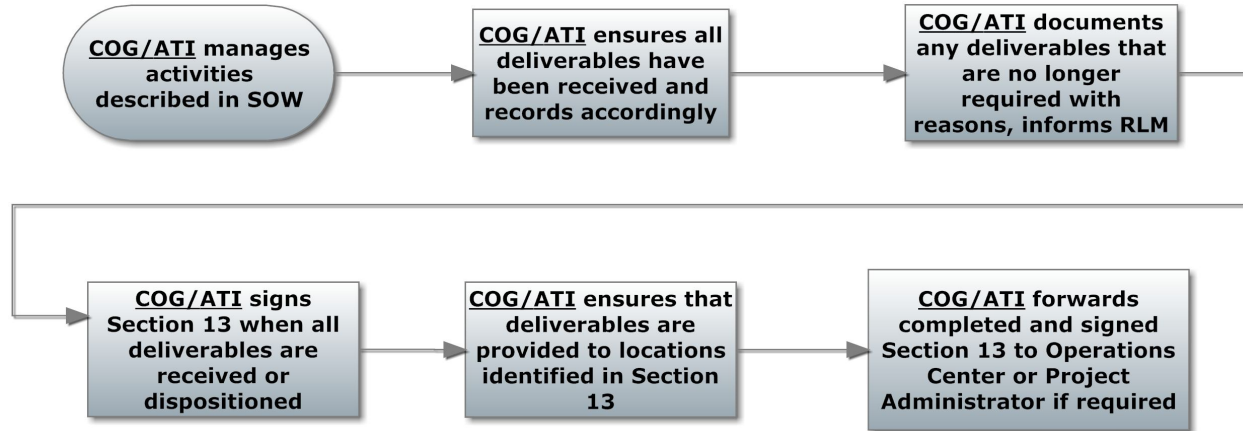 COG/ATI manages
activities
described in SOW
COG/ATI ensures all
deliverables have
been received and
records accordingly
COG/ATI documents
any deliverables that
are no longer
required with
reasons, informs RLM
COG/ATI signs
Section 13 when all
deliverables are
received or
dispositioned
COG/ATI ensures that
deliverables are
provided to locations
identified in Section
13
COG/ATI forwards
completed and signed
Section 13 to Operations
Center or Project
Administrator if required